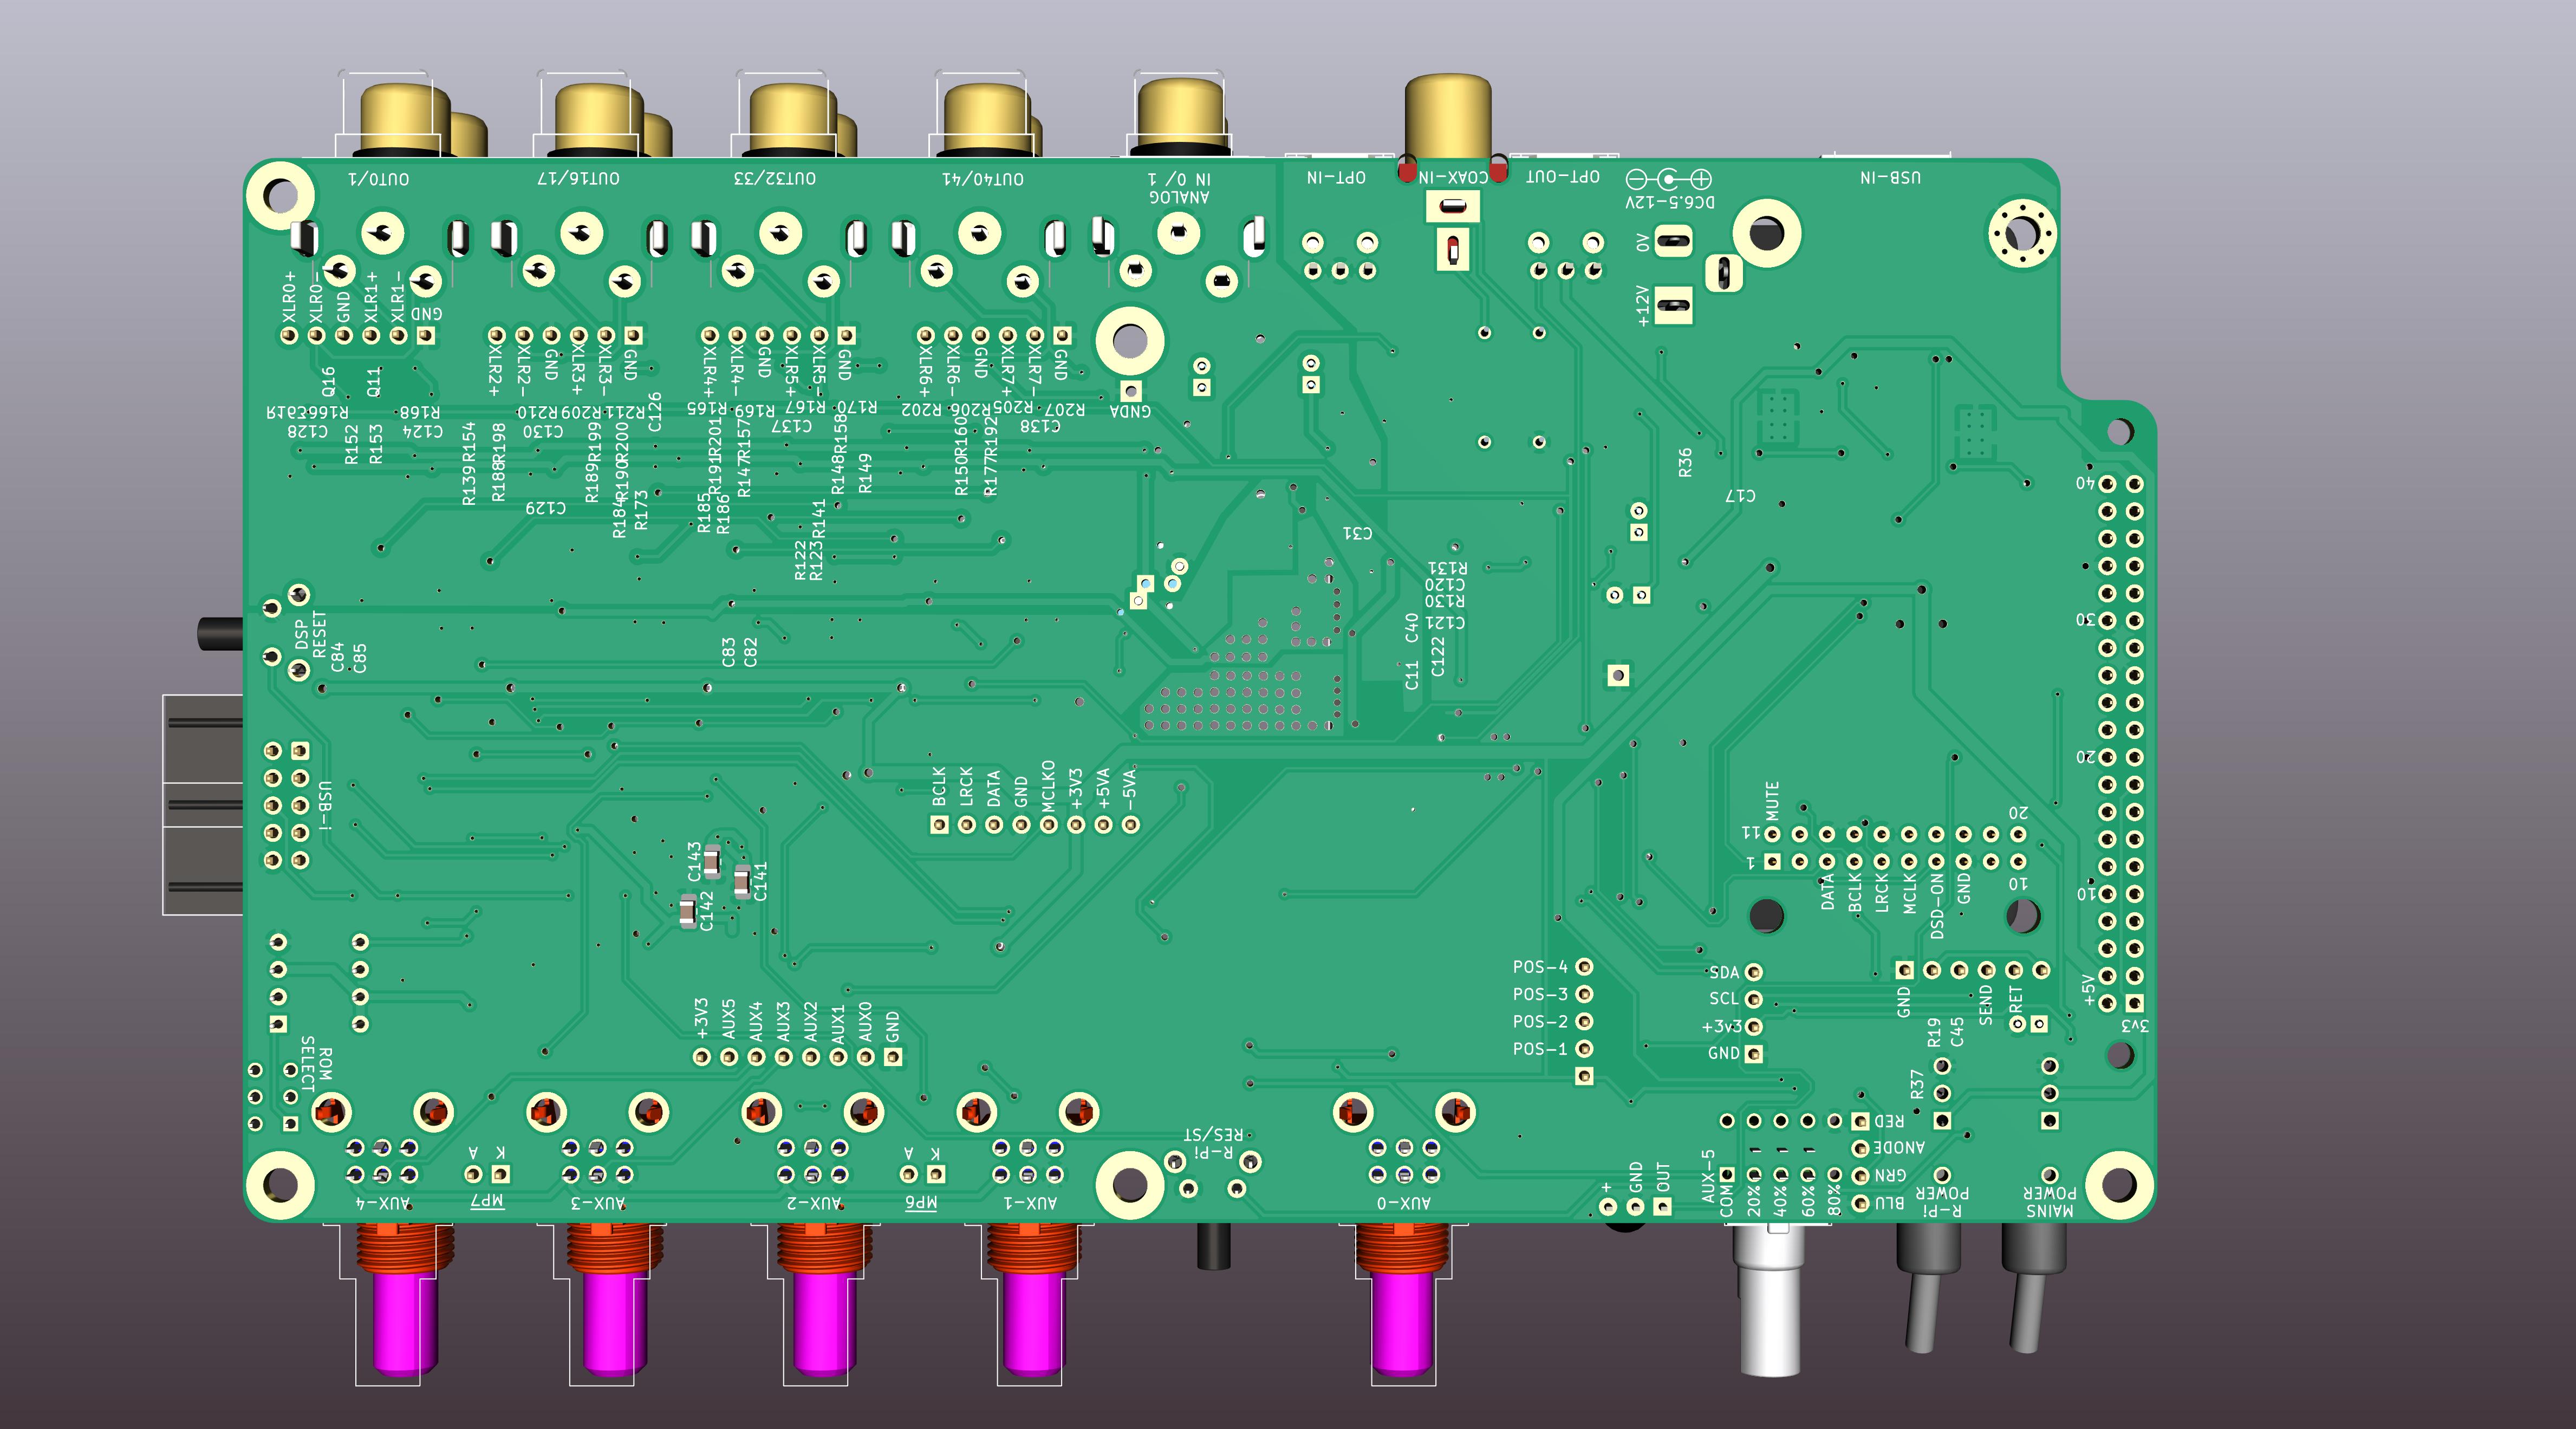 OUT0/1
OUT16/17
OUT32/33
OUT40/41
ANALOG
IN 0 / 1
OPT-IN
COAX-IN
OPT-OUT
DC6.5-12V
USB-IN
0V
+12V
XLR0+
XLR0-
GND
XLR1+
XLR1-
GND
XLR2+
XLR2-
GND
XLR3+
XLR3-
GND
XLR4+
XLR4-
GND
XLR5+
XLR5-
GND
XLR6+
XLR6-
GND
XLR7+
XLR7-
GND
GNDA
Q16
Q11
R166
R168
C128
C124
R152
R153
R154
R139
R198
R188
R210
R209
R211
C130
C126
R199
R189
R200
R190
R184
R173
C129
R165
R169
R167
R170
C137
R201
R191
R157
R147
R158
R148
R149
R185
R186
R141
R122
R123
R202
R206
R205
R207
C138
R160
R150
R192
R177
R36
C17
C31
R131
C120
R130
C121
C40
C11
C122
40
30
20
10
+5V
3v3
DSP
RESET
C84
C85
C83
C82
USB-i
BCLK
LRCK
DATA
GND
MCLKO
+3V3
+5VA
-5VA
C143
C141
C142
MUTE
11
20
1
10
DATA
BCLK
LRCK
MCLK
DSD-ON
GND
POS-4
POS-3
POS-2
POS-1
SDA
SCL
+3v3
GND
GND
SEND
RET
R19
C45
R37
+3V3
AUX5
AUX4
AUX3
AUX2
AUX1
AUX0
GND
ROM
SELECT
A
K
A
K
R-Pi
RES/ST
AUX-4
MP7
AUX-3
AUX-2
MP6
AUX-1
AUX-0
+
GND
OUT
AUX-5
COM
20%
40%
60%
80%
RED
ANODE
GRN
BLU
R-Pi
POWER
MAINS
POWER